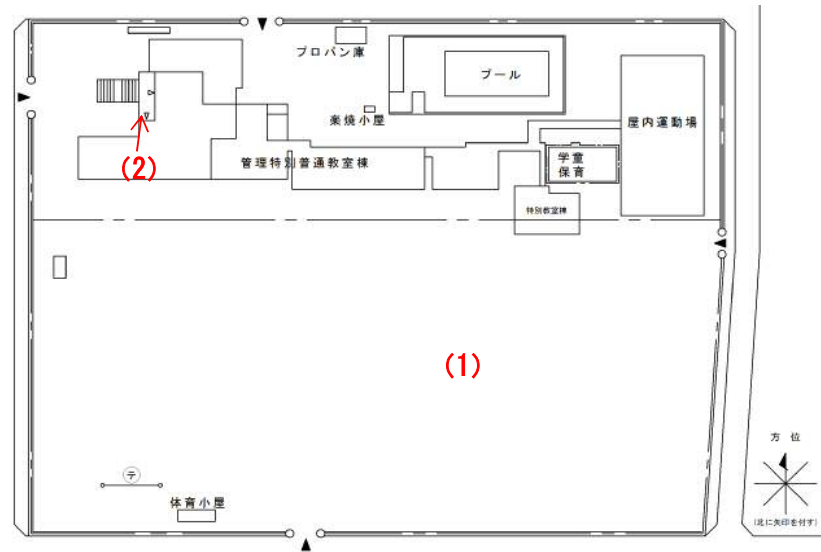 プロパン庫
プール
楽焼小屋
屋内運動場
(2)
管理特別普通教室棟
学童
保育
特別教室棟
(1)
方 位
(北に矢印を付す)
テ
体育小屋